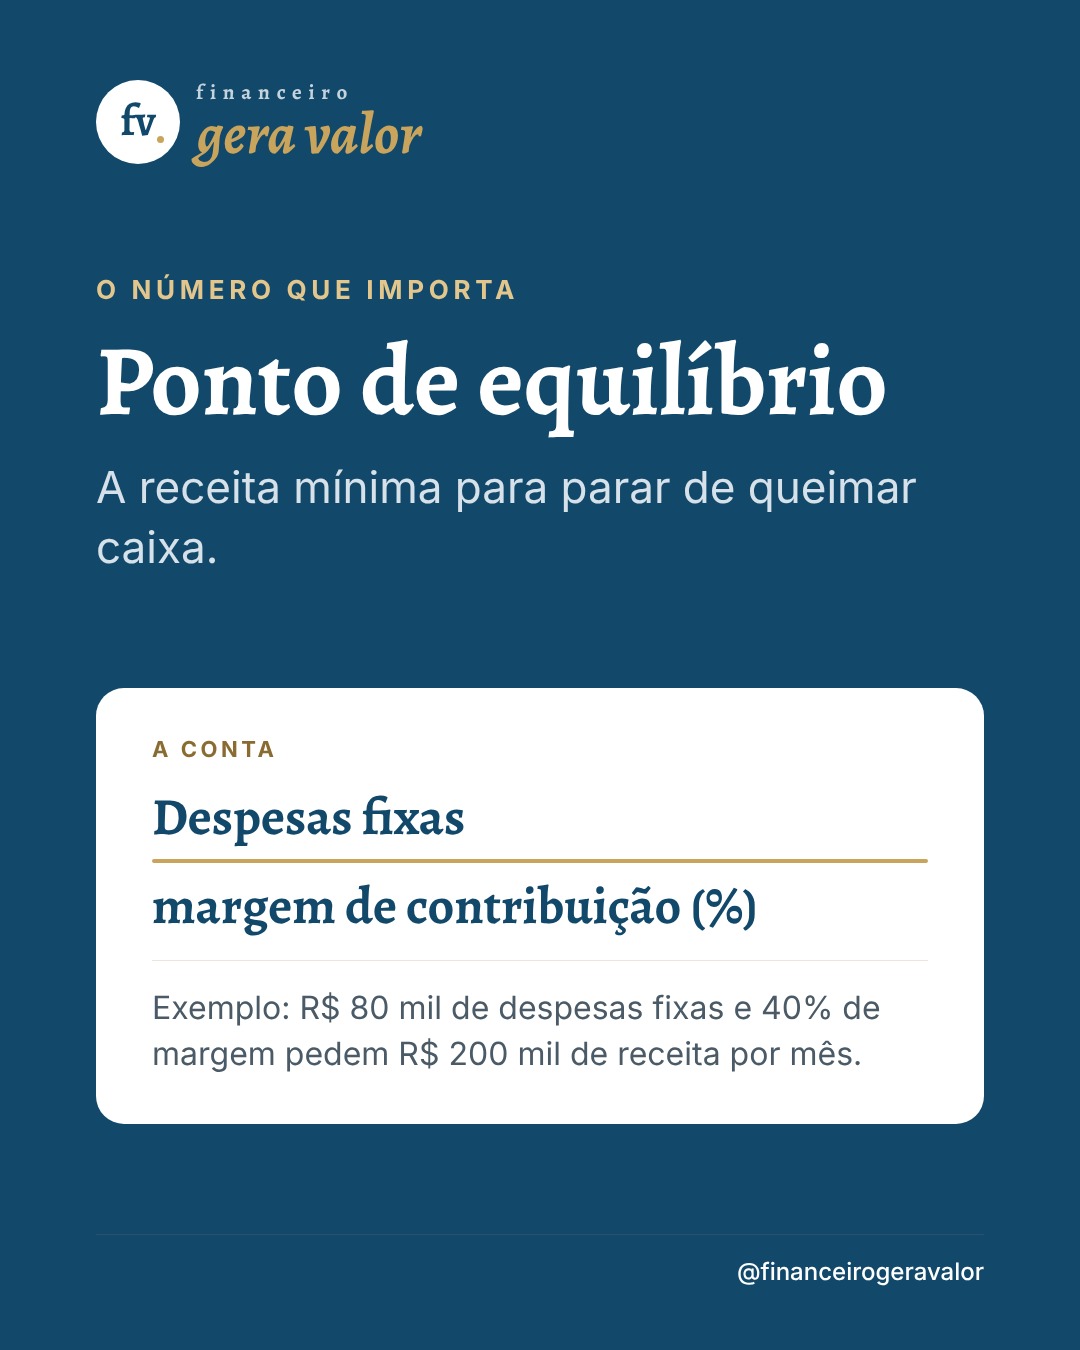 fv.
financeiro
gera valor
O NÚMERO QUE IMPORTA
Ponto de equilíbrio
A receita mínima para parar de queimar
caixa.
A CONTA
Despesas fixas
margem de contribuição (%)
Exemplo: R$ 80 mil de despesas fixas e 40% de
margem pedem R$ 200 mil de receita por mês.
@financeirogeravalor